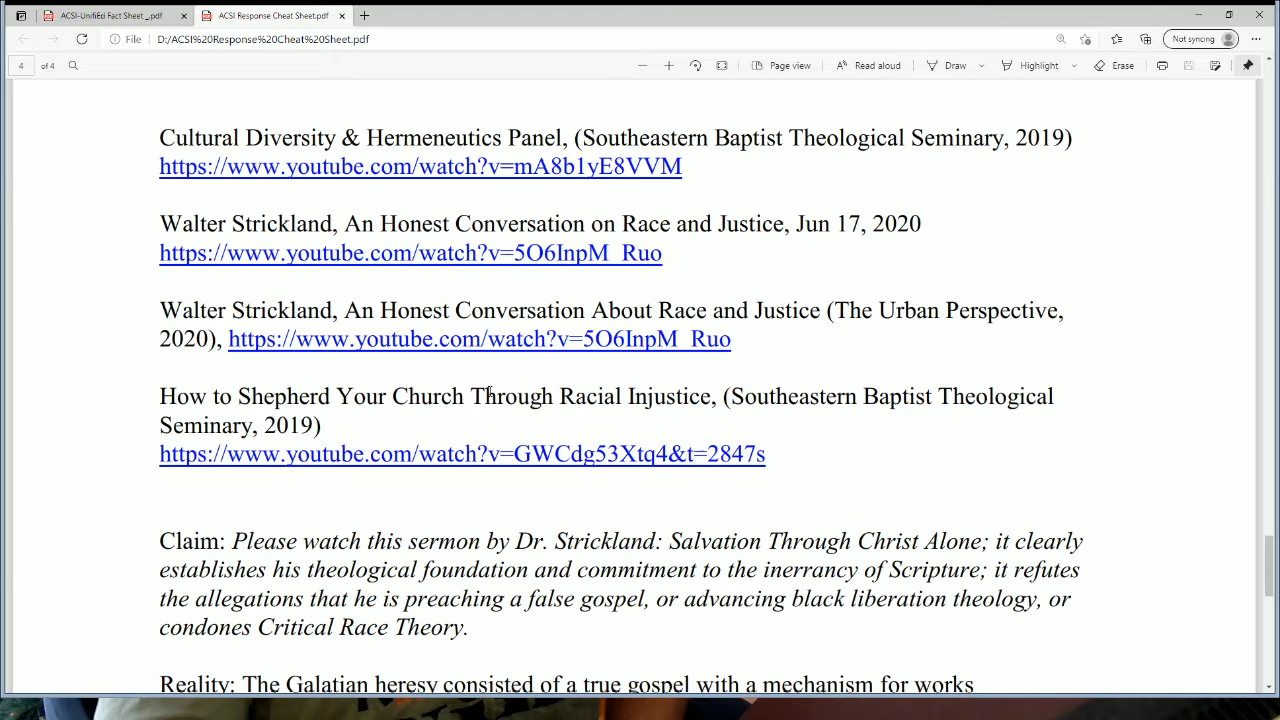 ACSI-UnifiEd Fact Sheet _.pdf
ACSI Response Cheat Sheet.pdf
File D:/ACSI%20Response%20Cheat%20Sheet.pdf
Not syncing
4 of 4
Page view
Read aloud
Draw
Highlight
Erase
Cultural Diversity & Hermeneutics Panel, (Southeastern Baptist Theological Seminary, 2019)
https://www.youtube.com/watch?v=mA8b1yE8VVM
Walter Strickland, An Honest Conversation on Race and Justice, Jun 17, 2020
https://www.youtube.com/watch?v=5O6InpM_Ruo
Walter Strickland, An Honest Conversation About Race and Justice (The Urban Perspective,
2020), https://www.youtube.com/watch?v=5O6InpM_Ruo
How to Shepherd Your Church Through Racial Injustice, (Southeastern Baptist Theological
Seminary, 2019)
https://www.youtube.com/watch?v=GWCdg53Xtq4&t=2847s
Claim: Please watch this sermon by Dr. Strickland: Salvation Through Christ Alone; it clearly
establishes his theological foundation and commitment to the inerrancy of Scripture; it refutes
the allegations that he is preaching a false gospel, or advancing black liberation theology, or
condones Critical Race Theory.
Reality: The Galatian heresy consisted of a true gospel with a mechanism for works